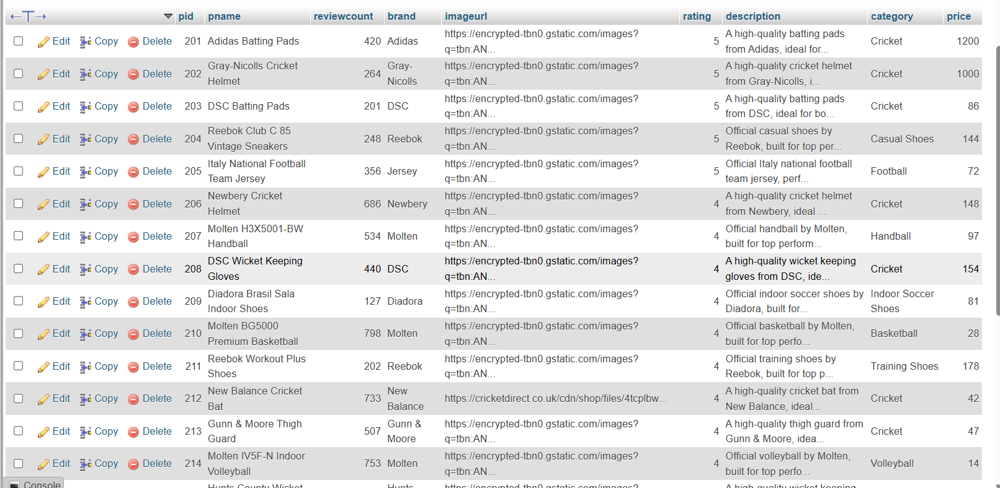 ←T→ pid pname reviewcount brand imageurl rating description category price
Edit Copy Delete 201 Adidas Batting Pads 420 Adidas https://encrypted-tbn0.gstatic.com/images?q=tbn:AN... 5 A high-quality batting pads from Adidas, ideal for... Cricket 1200
Edit Copy Delete 202 Gray-Nicolls Cricket Helmet 264 Gray-Nicolls https://encrypted-tbn0.gstatic.com/images?q=tbn:AN... 5 A high-quality cricket helmet from Gray-Nicolls, i... Cricket 1000
Edit Copy Delete 203 DSC Batting Pads 201 DSC https://encrypted-tbn0.gstatic.com/images?q=tbn:AN... 5 A high-quality batting pads from DSC, ideal for bo... Cricket 86
Edit Copy Delete 204 Reebok Club C 85 Vintage Sneakers 248 Reebok https://encrypted-tbn0.gstatic.com/images?q=tbn:AN... 5 Official casual shoes by Reebok, built for top per... Casual Shoes 144
Edit Copy Delete 205 Italy National Football Team Jersey 356 Jersey https://encrypted-tbn0.gstatic.com/images?q=tbn:AN... 5 Official Italy national football team jersey, perf... Football 72
Edit Copy Delete 206 Newbery Cricket Helmet 686 Newbery https://encrypted-tbn0.gstatic.com/images?q=tbn:AN... 4 A high-quality cricket helmet from Newbery, ideal ... Cricket 148
Edit Copy Delete 207 Molten H3X5001-BW Handball 534 Molten https://encrypted-tbn0.gstatic.com/images?q=tbn:AN... 4 Official handball by Molten, built for top perform... Handball 97
Edit Copy Delete 208 DSC Wicket Keeping Gloves 440 DSC https://encrypted-tbn0.gstatic.com/images?q=tbn:AN... 4 A high-quality wicket keeping gloves from DSC, ide... Cricket 154
Edit Copy Delete 209 Diadora Brasil Sala Indoor Shoes 127 Diadora https://encrypted-tbn0.gstatic.com/images?q=tbn:AN... 4 Official indoor soccer shoes by Diadora, built for... Indoor Soccer Shoes 81
Edit Copy Delete 210 Molten BG5000 Premium Basketball 798 Molten https://encrypted-tbn0.gstatic.com/images?q=tbn:AN... 4 Official basketball by Molten, built for top perfo... Basketball 28
Edit Copy Delete 211 Reebok Workout Plus Shoes 202 Reebok https://encrypted-tbn0.gstatic.com/images?q=tbn:AN... 4 Official training shoes by Reebok, built for top p... Training Shoes 178
Edit Copy Delete 212 New Balance Cricket Bat 733 New Balance https://cricketdirect.co.uk/cdn/shop/files/4tcplbw... 4 A high-quality cricket bat from New Balance, ideal... Cricket 42
Edit Copy Delete 213 Gunn & Moore Thigh Guard 507 Gunn & Moore https://encrypted-tbn0.gstatic.com/images?q=tbn:AN... 4 A high-quality thigh guard from Gunn & Moore, idea... Cricket 47
Edit Copy Delete 214 Molten IV5F-N Indoor Volleyball 753 Molten https://encrypted-tbn0.gstatic.com/images?q=tbn:AN... 4 Official volleyball by Molten, built for top perfo... Volleyball 14
Console Hunts County Wicket Hunts https://encrypted-tbn0.gstatic.com/images? A high-quality wicket keeping